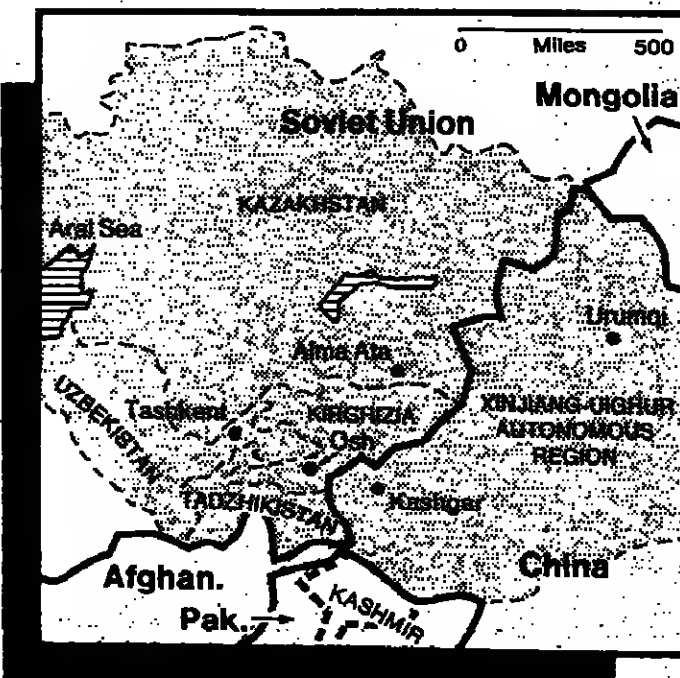 0 Miles 500
Mongolia
Soviet Union
KAZAKHSTAN
Aral Sea
Urumqi
Alma Ata
UZBEKISTAN
Tashkent
KIRGHIZIA
Osh
XINJIANG-UIGHUR
AUTONOMOUS
REGION
TADZHIKISTAN
Kashgar
China
Afghan.
KASHMIR
Pak.